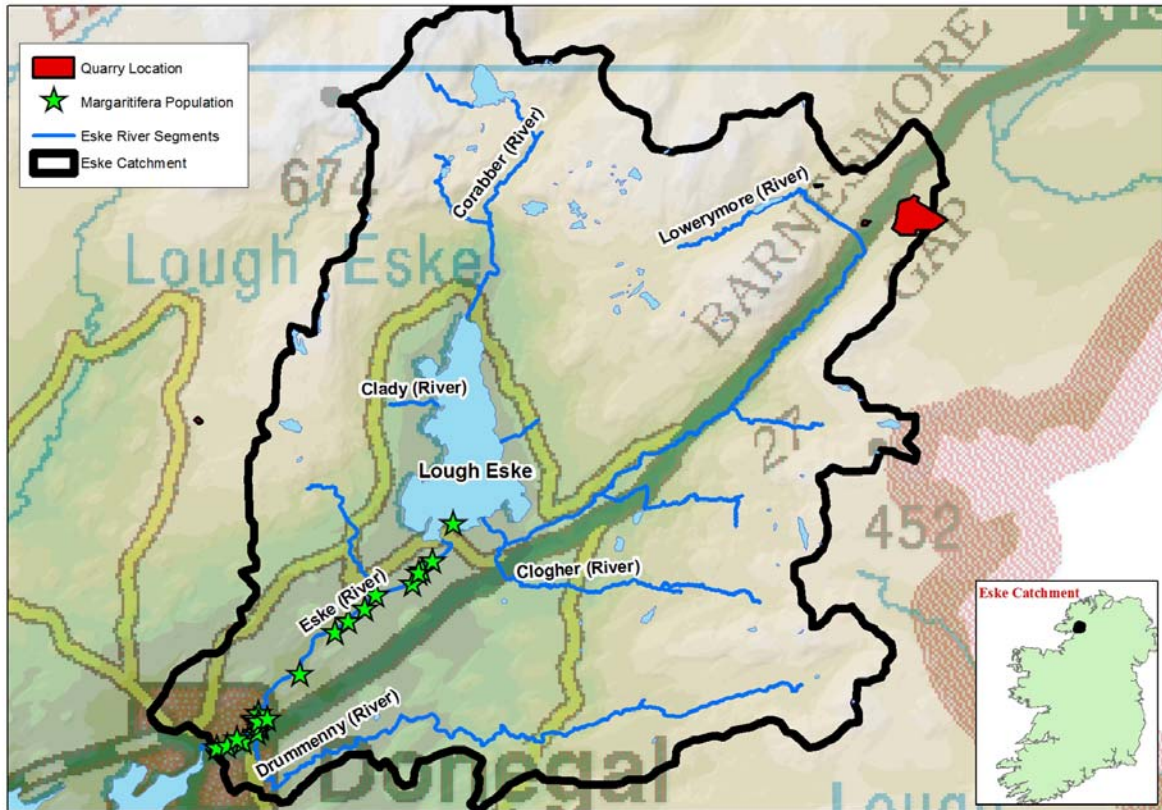 Quarry Location
Margaritifera Population
Eske River Segments
Eske Catchment
674
Corabber (River)
Lowerymore (River)
BARNESMORE
GAP
Lough Eske
Clady (River)
Lough Eske
21
452
Clogher (River)
Eske (River)
Drummenny (River)
Donegal
Lough
Eske Catchment